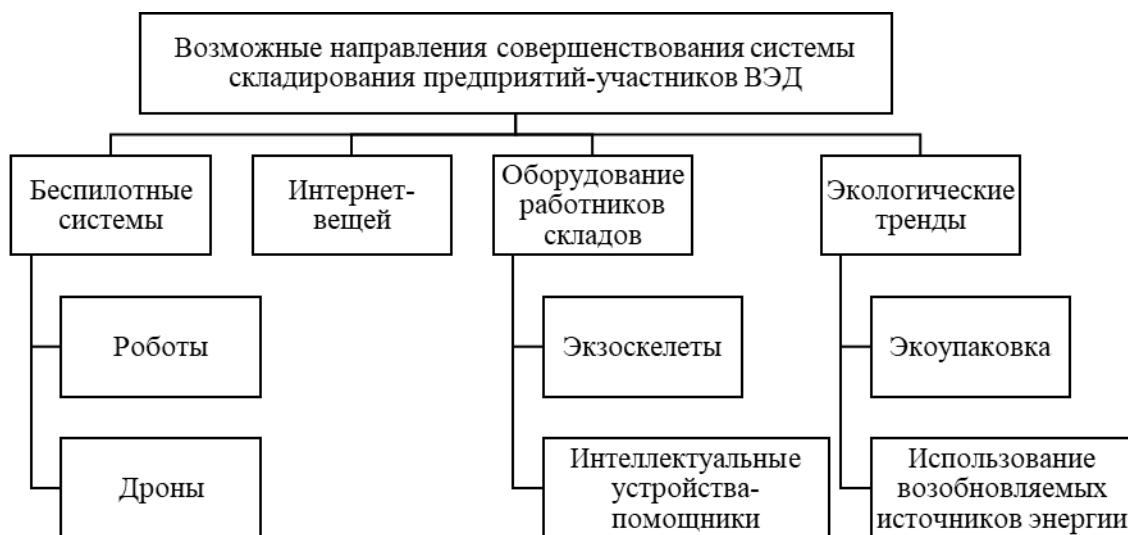 Возможные направления совершенствования системы
складирования предприятий-участников ВЭД
Беспилотные
системы
Интернет-
вещей
Оборудование
работников
складов
Экологические
тренды
Роботы
Экзоскелеты
Экоупаковка
Дроны
Интеллектуальные
устройства-
помощники
Использование
возобновляемых
источников энергии